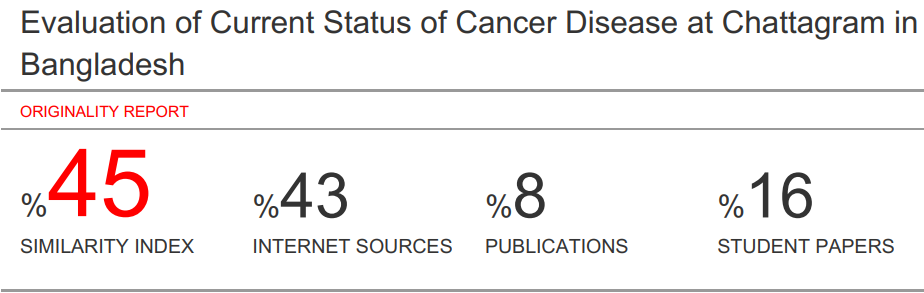 Evaluation of Current Status of Cancer Disease at Chattagram in
Bangladesh
ORIGINALITY REPORT
%45 %43 %8 %16
SIMILARITY INDEX INTERNET SOURCES PUBLICATIONS STUDENT PAPERS